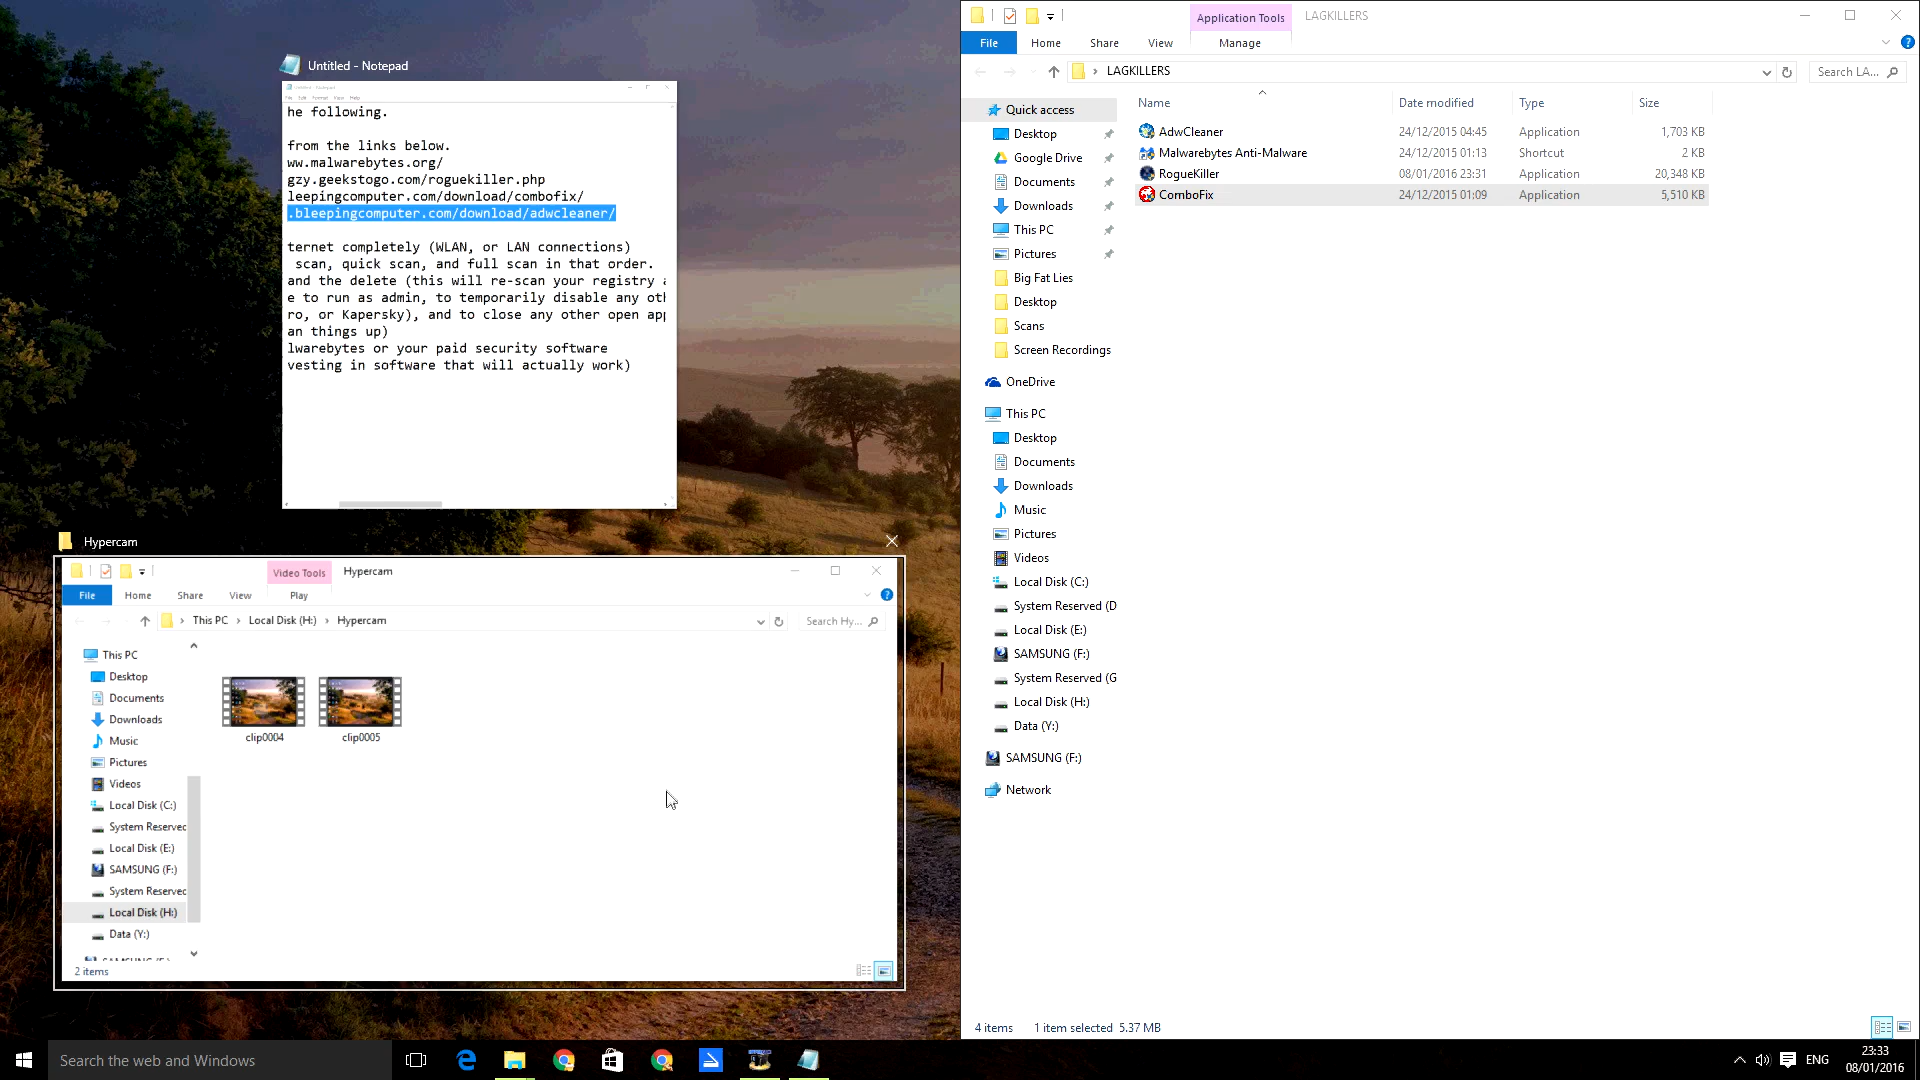 Untitled - Notepad
he following.
from the links below.
ww.malwarebytes.org/
gzy.geekstogo.com/roguekiller.php
leepingcomputer.com/download/combofix/
.bleepingcomputer.com/download/adwcleaner/
ternet completely (WLAN, or LAN connections)
scan, quick scan, and full scan in that order.
and the delete (this will re-scan your registry
e to run as admin, to temporarily disable any
ro, or Kapersky), and to close any other open
an things up)
lwarebytes or your paid security software
vesting in software that will actually work)
Hypercam
Video Tools
Hypercam
File
Home
Share
View
Play
This PC
Local Disk (H:)
Hypercam
Search Hy...
This PC
Desktop
Documents
Downloads
Music
Pictures
Videos
Local Disk (C:)
System Reserved
Local Disk (E:)
SAMSUNG (F:)
System Reserved
Local Disk (H:)
Data (Y:)
clip0004
clip0005
2 items
Application Tools
LAGKILLERS
File
Home
Share
View
Manage
LAGKILLERS
Search LA...
Quick access
Desktop
Google Drive
Documents
Downloads
This PC
Pictures
Big Fat Lies
Desktop
Scans
Screen Recordings
OneDrive
This PC
Desktop
Documents
Downloads
Music
Pictures
Videos
Local Disk (C:)
System Reserved (D
Local Disk (E:)
SAMSUNG (F:)
System Reserved (G
Local Disk (H:)
Data (Y:)
SAMSUNG (F:)
Network
Name Date modified Type Size
AdwCleaner 24/12/2015 04:45 Application 1,703 KB
Malwarebytes Anti-Malware 24/12/2015 01:13 Shortcut 2 KB
RogueKiller 08/01/2016 23:31 Application 20,348 KB
ComboFix 24/12/2015 01:09 Application 5,510 KB
4 items 1 item selected 5.37 MB
Search the web and Windows
ENG
23:33
08/01/2016